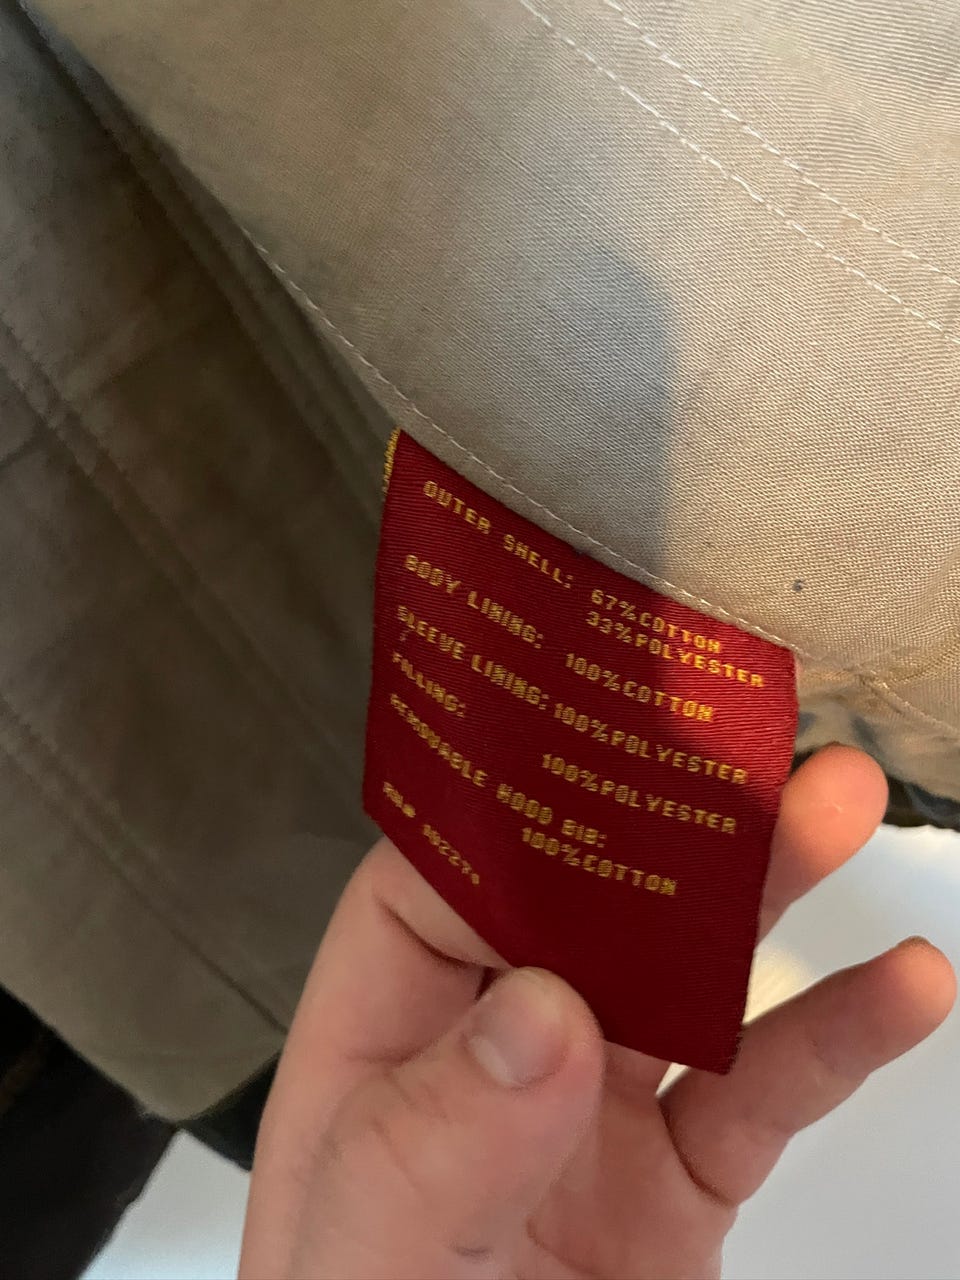 OUTER SHELL: 67%COTTON
33%POLYESTER
BODY LINING: 100%COTTON
SLEEVE LINING: 100%POLYESTER
FILLING: 100%POLYESTER
REMOVABLE HOOD BIB:
100%COTTON
RN#